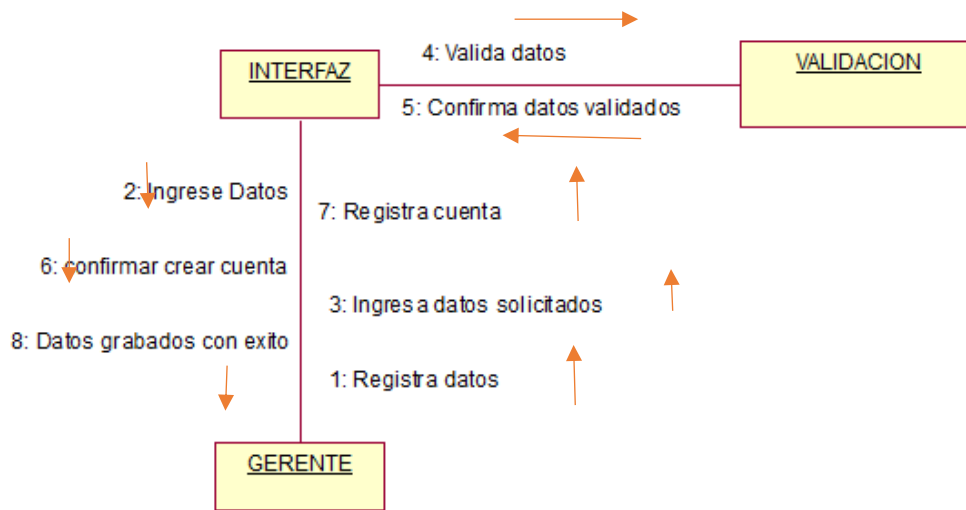 4: Valida datos
INTERFAZ
VALIDACION
5: Confirma datos validados
2: Ingrese Datos
7: Registra cuenta
6: confirmar crear cuenta
3: Ingresa datos solicitados
8: Datos grabados con exito
1: Registra datos
GERENTE